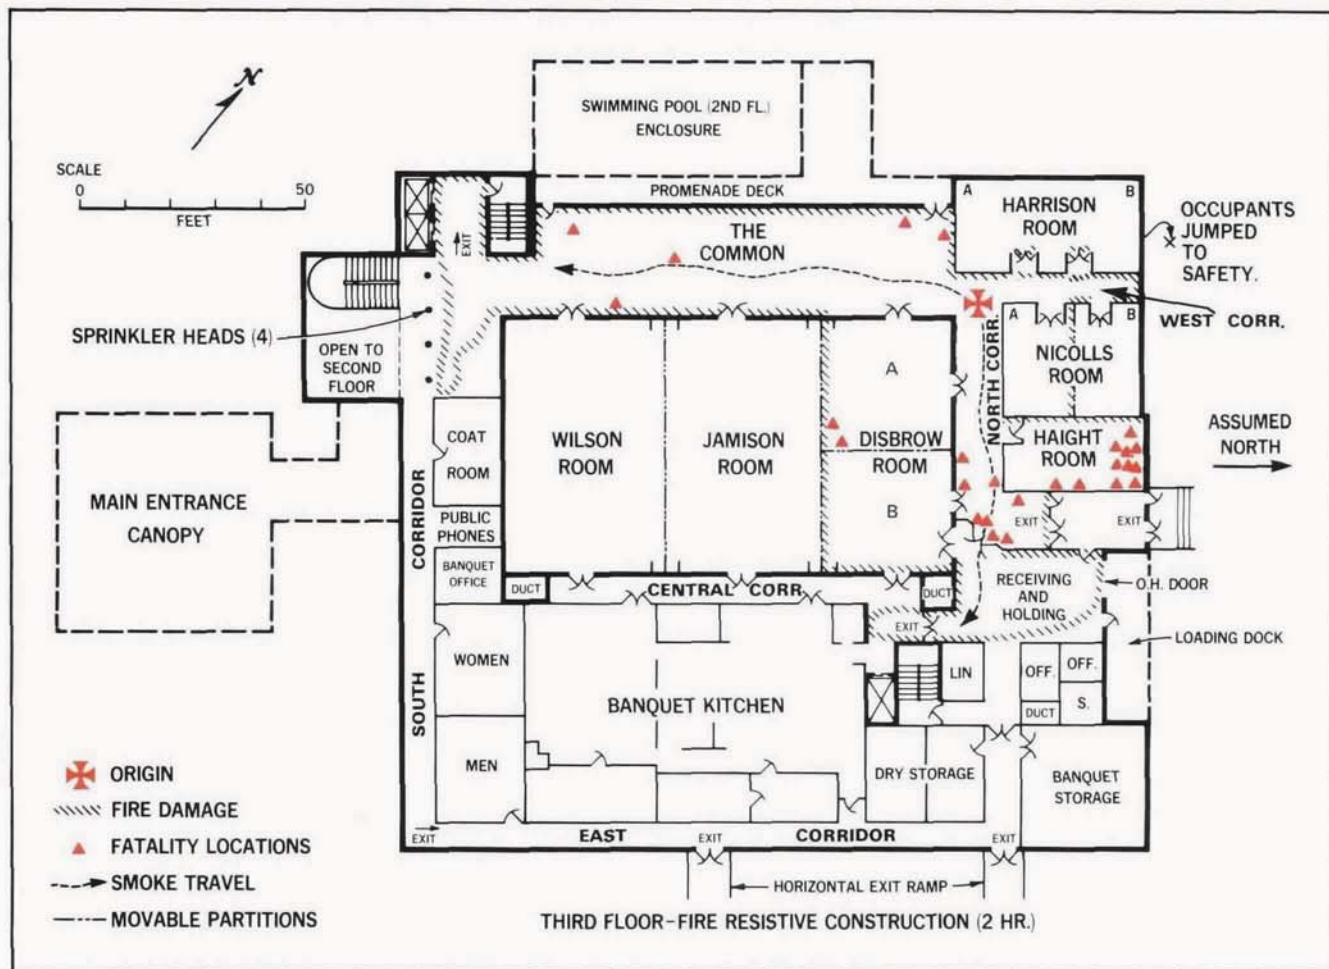 N
SCALE
0 50
FEET
SWIMMING POOL (2ND FL.)
ENCLOSURE
PROMENADE DECK
THE
COMMON
A B
HARRISON
ROOM
OCCUPANTS
JUMPED
TO
SAFETY.
EXIT
SPRINKLER HEADS (4)
OPEN TO
SECOND
FLOOR
WEST CORR.
A B
NICOLLS
ROOM
NORTH CORR.
HAIGHT
ROOM
ASSUMED
NORTH
MAIN ENTRANCE
CANOPY
COAT
ROOM
PUBLIC
PHONES
BANQUET
OFFICE
WILSON
ROOM
JAMISON
ROOM
A
DISBROW
ROOM
B
EXIT
EXIT
DUCT
CENTRAL CORR.
DUCT
RECEIVING
AND
HOLDING
O.H. DOOR
LOADING DOCK
EXIT
SOUTH CORRIDOR
WOMEN
MEN
BANQUET KITCHEN
LIN
OFF.
OFF.
S.
DUCT
DRY STORAGE
BANQUET
STORAGE
EXIT
EAST CORRIDOR
EXIT
EXIT
HORIZONTAL EXIT RAMP
ORIGIN
FIRE DAMAGE
FATALITY LOCATIONS
SMOKE TRAVEL
MOVABLE PARTITIONS
THIRD FLOOR-FIRE RESISTIVE CONSTRUCTION (2 HR.)